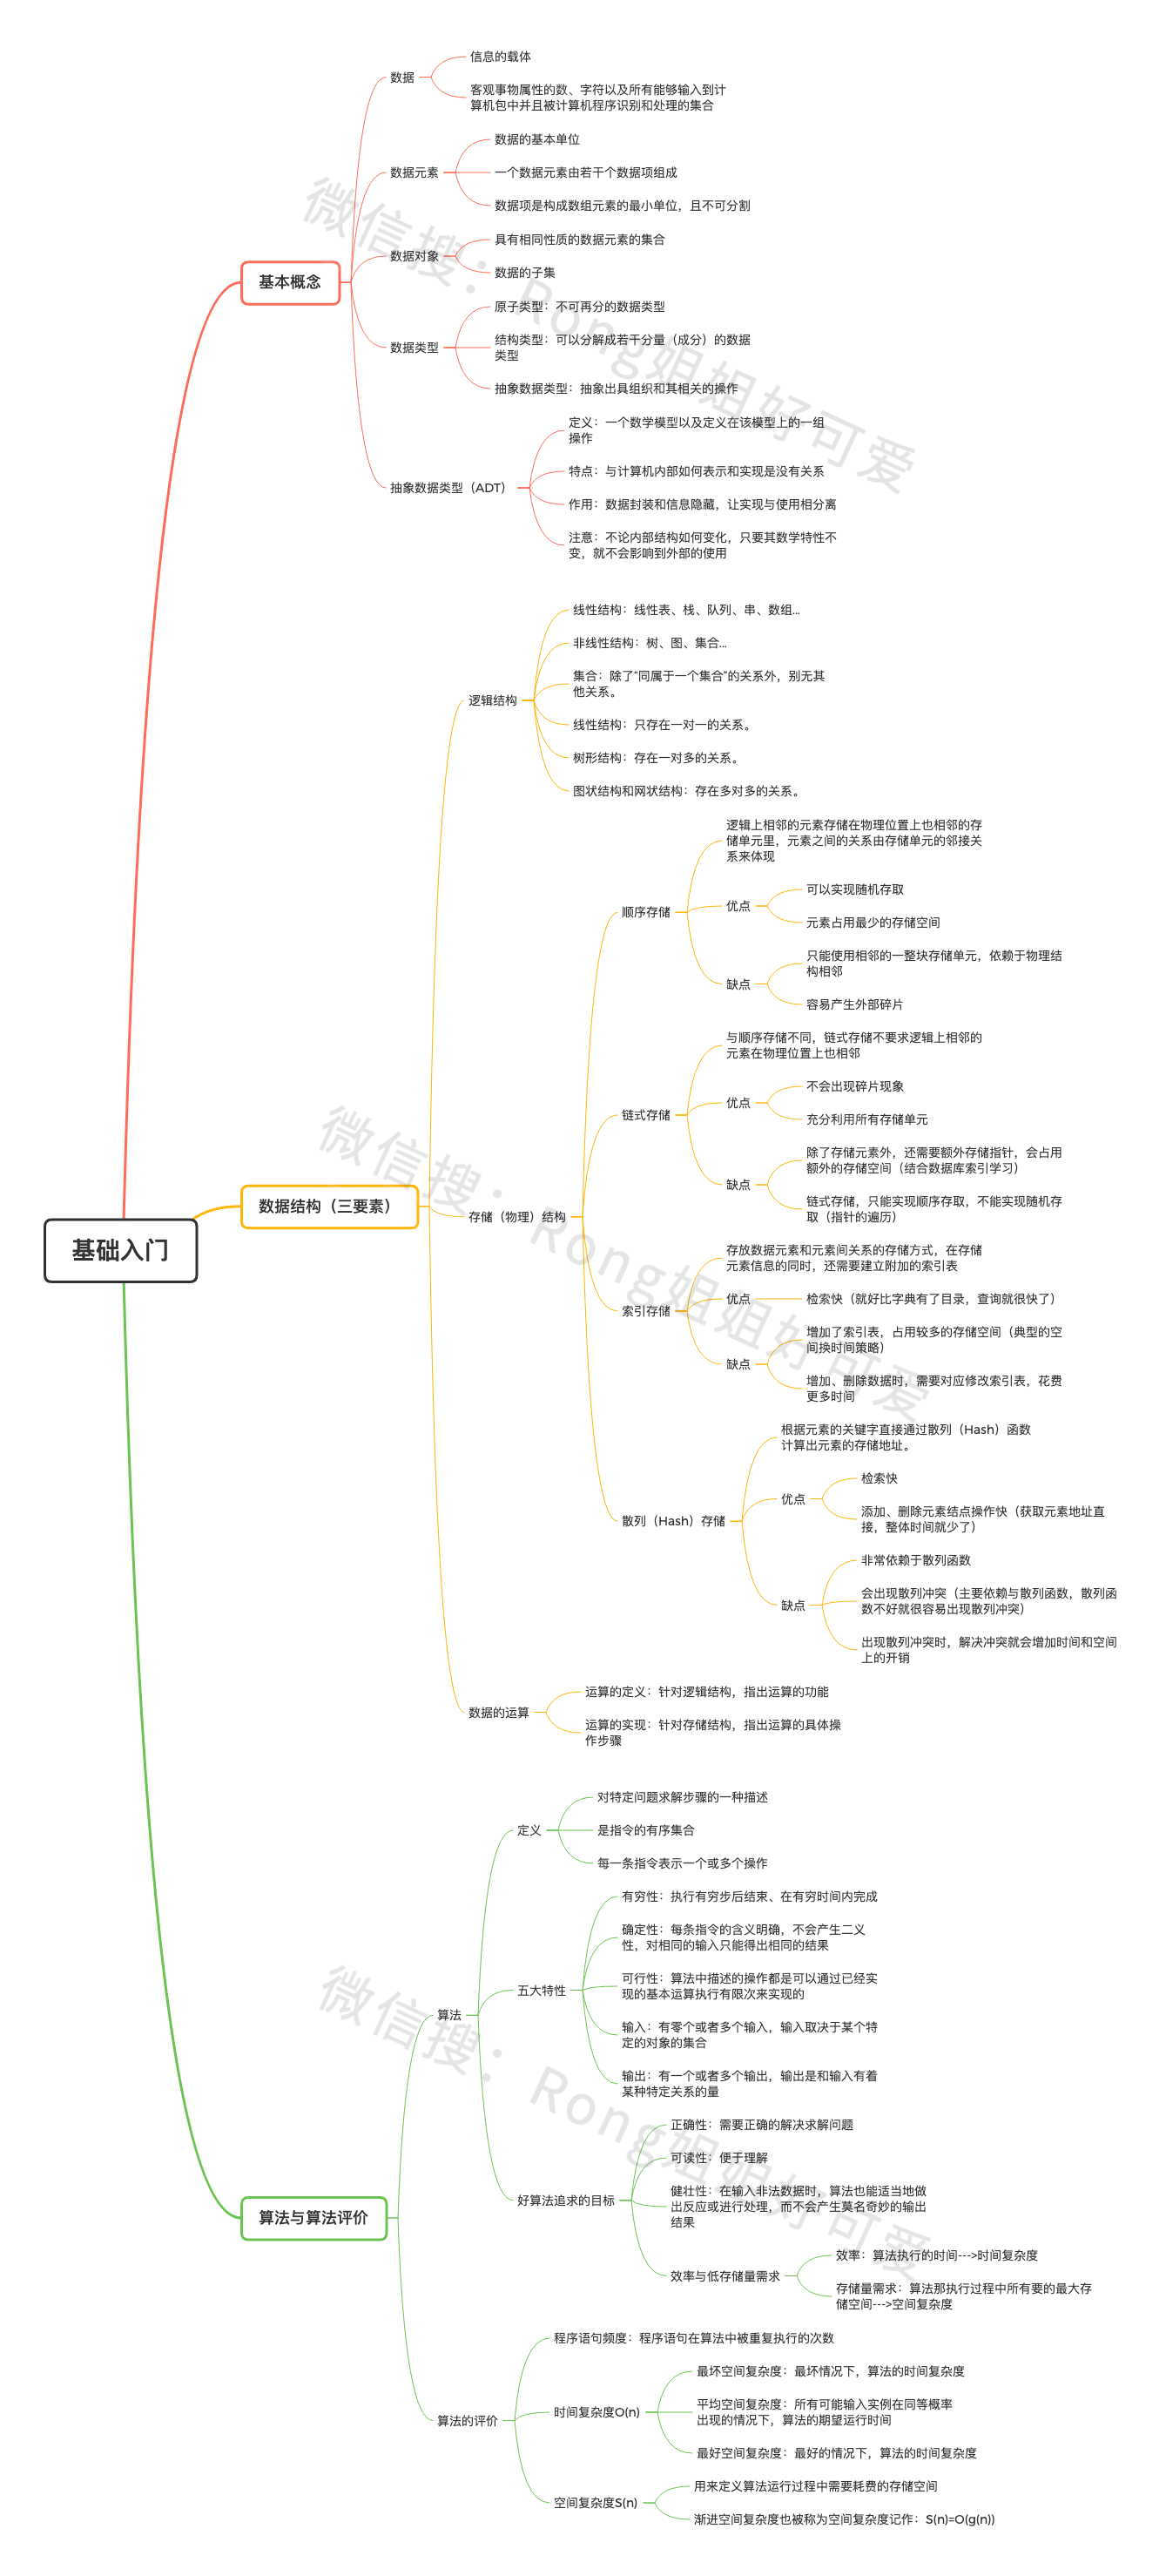 基础入门
基本概念
数据
信息的载体
客观事物属性的数、字符以及所有能够输入到计
算机包中并且被计算机程序识别和处理的集合
数据元素
数据的基本单位
一个数据元素由若干个数据项组成
数据项是构成数组元素的最小单位，且不可分割
数据对象
具有相同性质的数据元素的集合
数据的子集
数据类型
原子类型：不可再分的数据类型
结构类型：可以分解成若干分量（成分）的数据
类型
抽象数据类型：抽象出具组织和其相关的操作
抽象数据类型（ADT）
定义：一个数学模型以及定义在该模型上的一组
操作
特点：与计算机内部如何表示和实现是没有关系
作用：数据封装和信息隐藏，让实现与使用相分离
注意：不论内部结构如何变化，只要其数学特性不
变，就不会影响到外部的使用
微信搜：Rong姐姐好可爱
数据结构（三要素）
逻辑结构
线性结构：线性表、栈、队列、串、数组...
非线性结构：树、图、集合...
集合：除了"同属于一个集合"的关系外，别无其
他关系。
线性结构：只存在一对一的关系。
树形结构：存在一对多的关系。
图状结构和网状结构：存在多对多的关系。
存储（物理）结构
顺序存储
逻辑上相邻的元素存储在物理位置上也相邻的存
储单元里，元素之间的关系由存储单元的邻接关
系来体现
优点
可以实现随机存取
元素占用最少的存储空间
缺点
只能使用相邻的一整块存储单元，依赖于物理结
构相邻
容易产生外部碎片
链式存储
与顺序存储不同，链式存储不要求逻辑上相邻的
元素在物理位置上也相邻
优点
不会出现碎片现象
充分利用所有存储单元
缺点
除了存储元素外，还需要额外存储指针，会占用
额外的存储空间（结合数据库索引学习）
链式存储，只能实现顺序存取，不能实现随机存
取（指针的遍历）
索引存储
存放数据元素和元素间关系的存储方式，在存储
元素信息的同时，还需要建立附加的索引表
优点
检索快（就好比字典有了目录，查询就很快了）
缺点
增加了索引表，占用较多的存储空间（典型的空
间换时间策略）
增加、删除数据时，需要对应修改索引表，花费
更多时间
散列（Hash）存储
根据元素的关键字直接通过散列（Hash）函数
计算出元素的存储地址。
优点
检索快
添加、删除元素结点操作快（获取元素地址直
接，整体时间就少了）
缺点
非常依赖于散列函数
会出现散列冲突（主要依赖与散列函数，散列函
数不好就很容易出现散列冲突）
出现散列冲突时，解决冲突就会增加时间和空间
上的开销
数据的运算
运算的定义：针对逻辑结构，指出运算的功能
运算的实现：针对存储结构，指出运算的具体操
作步骤
微信搜：Rong姐姐好可爱
算法与算法评价
算法
定义
对特定问题求解步骤的一种描述
是指令的有序集合
每一条指令表示一个或多个操作
五大特性
有穷性：执行有穷步后结束、在有穷时间内完成
确定性：每条指令的含义明确，不会产生二义
性，对相同的输入只能得出相同的结果
可行性：算法中描述的操作都是可以通过已经实
现的基本运算执行有限次来实现的
输入：有零个或者多个输入，输入取决于某个特
定的对象的集合
输出：有一个或者多个输出，输出是和输入有着
某种特定关系的量
好算法追求的目标
正确性：需要正确的解决求解问题
可读性：便于理解
健壮性：在输入非法数据时，算法也能适当地做
出反应或进行处理，而不会产生莫名奇妙的输出
结果
效率与低存储量需求
效率：算法执行的时间--->时间复杂度
存储量需求：算法那执行过程中所有要的最大存
储空间--->空间复杂度
算法的评价
程序语句频度：程序语句在算法中被重复执行的次数
时间复杂度O(n)
最坏空间复杂度：最坏情况下，算法的时间复杂度
平均空间复杂度：所有可能输入实例在同等概率
出现的情况下，算法的期望运行时间
最好空间复杂度：最好的情况下，算法的时间复杂度
空间复杂度S(n)
用来定义算法运行过程中需要耗费的存储空间
渐进空间复杂度也被称为空间复杂度记作：S(n)=O(g(n))
微信搜：Rong姐姐好可爱